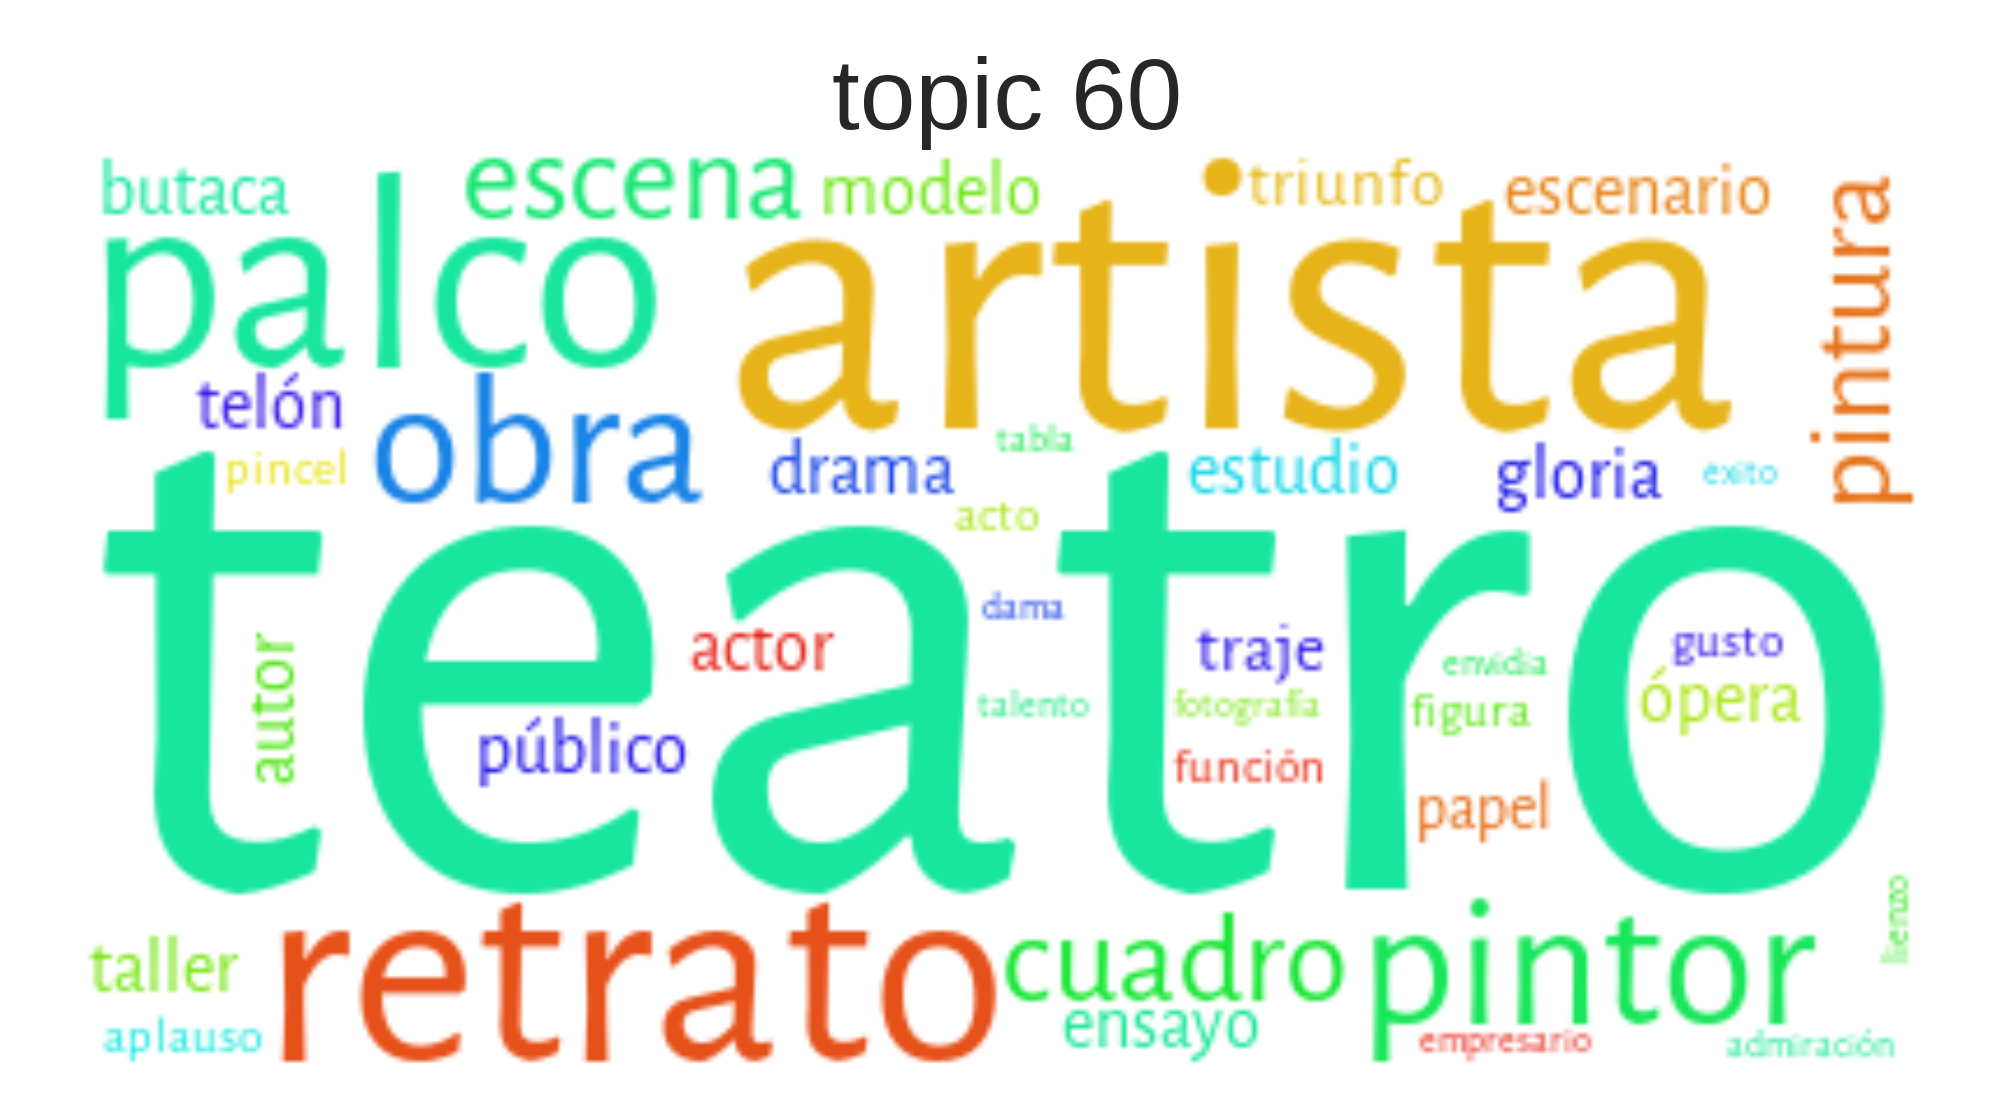 topic 60
butaca
escena
modelo
triunfo
escenario
palco
artista
pintura
telón
obra
pincel
drama
tabla
estudio
gloria
éxito
acto
teatro
dama
autor
actor
traje
envidia
gusto
talento
fotografía
figura
ópera
público
función
papel
taller
retrato
cuadro
pintor
lienzo
aplauso
ensayo
empresario
admiración